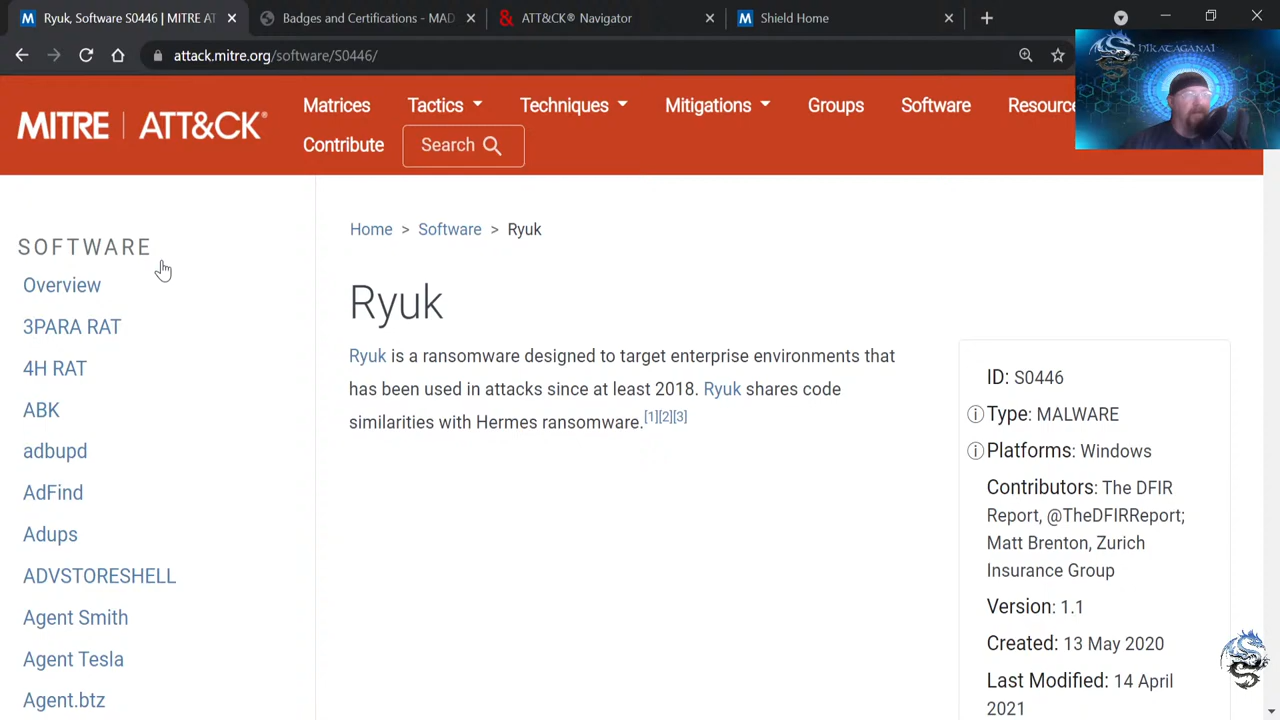 Ryuk, Software S0446 | MITRE AT
Badges and Certifications - MAD
ATT&CK® Navigator
Shield Home
attack.mitre.org/software/S0446/
HIKATAGANAI
MITRE | ATT&CK®
Matrices
Tactics
Techniques
Mitigations
Groups
Software
Resource
Contribute
Search
SOFTWARE
Overview
3PARA RAT
4H RAT
ABK
adbupd
AdFind
Adups
ADVSTORESHELL
Agent Smith
Agent Tesla
Agent.btz
Home > Software > Ryuk
Ryuk
Ryuk is a ransomware designed to target enterprise environments that
has been used in attacks since at least 2018. Ryuk shares code
similarities with Hermes ransomware.[1][2][3]
ID: S0446
Type: MALWARE
Platforms: Windows
Contributors: The DFIR
Report, @TheDFIRReport;
Matt Brenton, Zurich
Insurance Group
Version: 1.1
Created: 13 May 2020
Last Modified: 14 April
2021